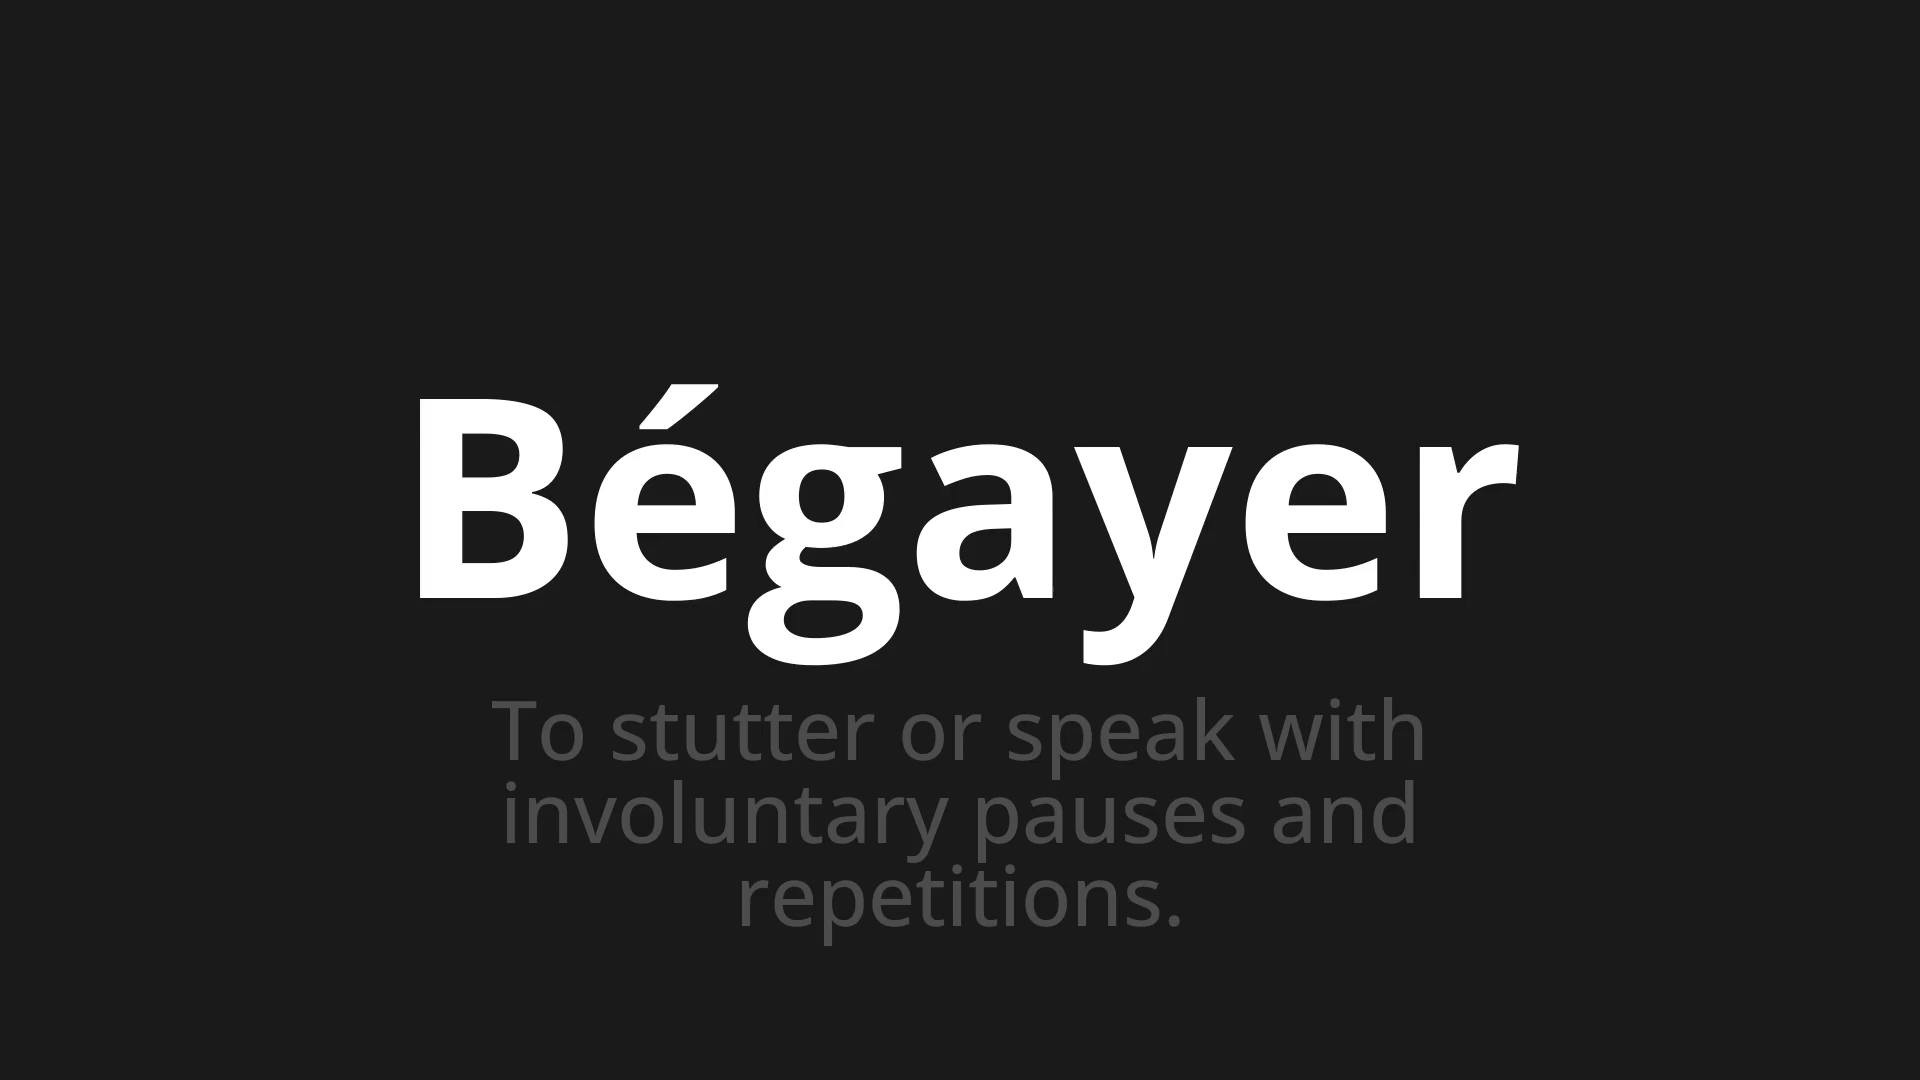 Bégayer
To stutter or speak with
involuntary pauses and
repetitions.